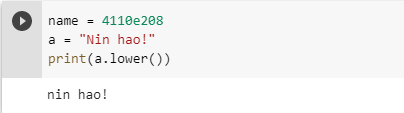 name = 4110e208
a = "Nin hao!"
print(a.lower())
nin hao!